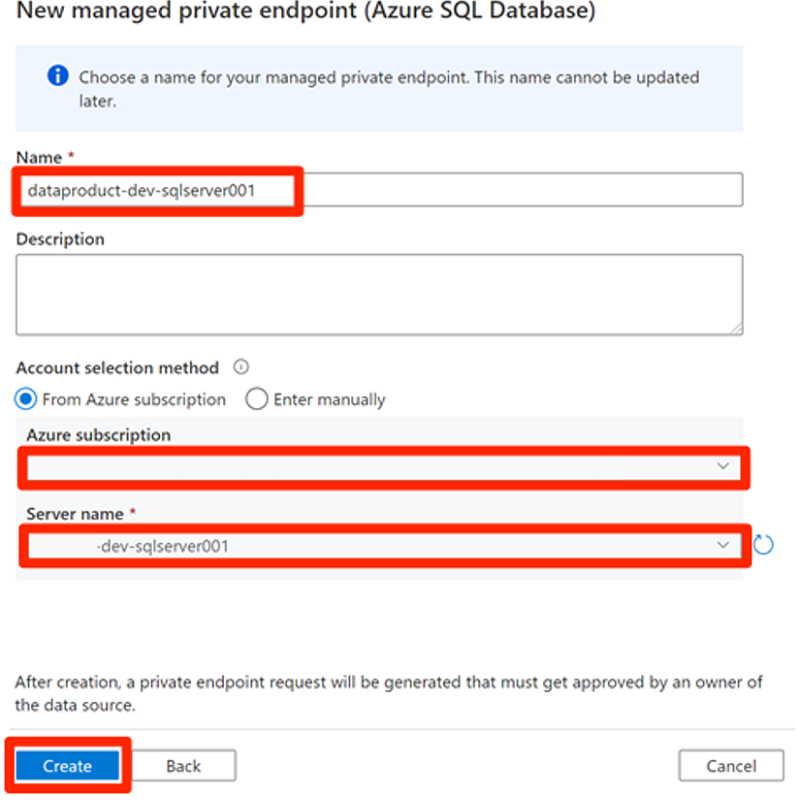 New managed private endpoint (Azure SQL Database)
Choose a name for your managed private endpoint. This name cannot be updated
later.
Name *
dataproduct-dev-sqlserver001
Description
Account selection method
From Azure subscription Enter manually
Azure subscription
Server name *
-dev-sqlserver001
After creation, a private endpoint request will be generated that must get approved by an owner of
the data source.
Create Back Cancel